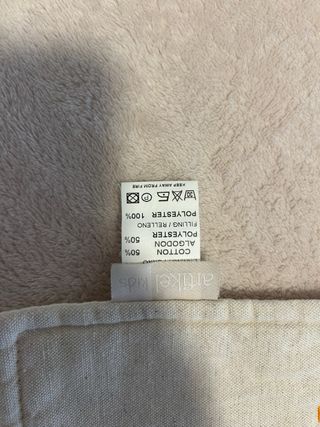 artikel kids
COTTON 50%
ALGODON
POLYESTER 50%
FILLING / RELLENO
POLYESTER 100%
KEEP AWAY FROM FIRE